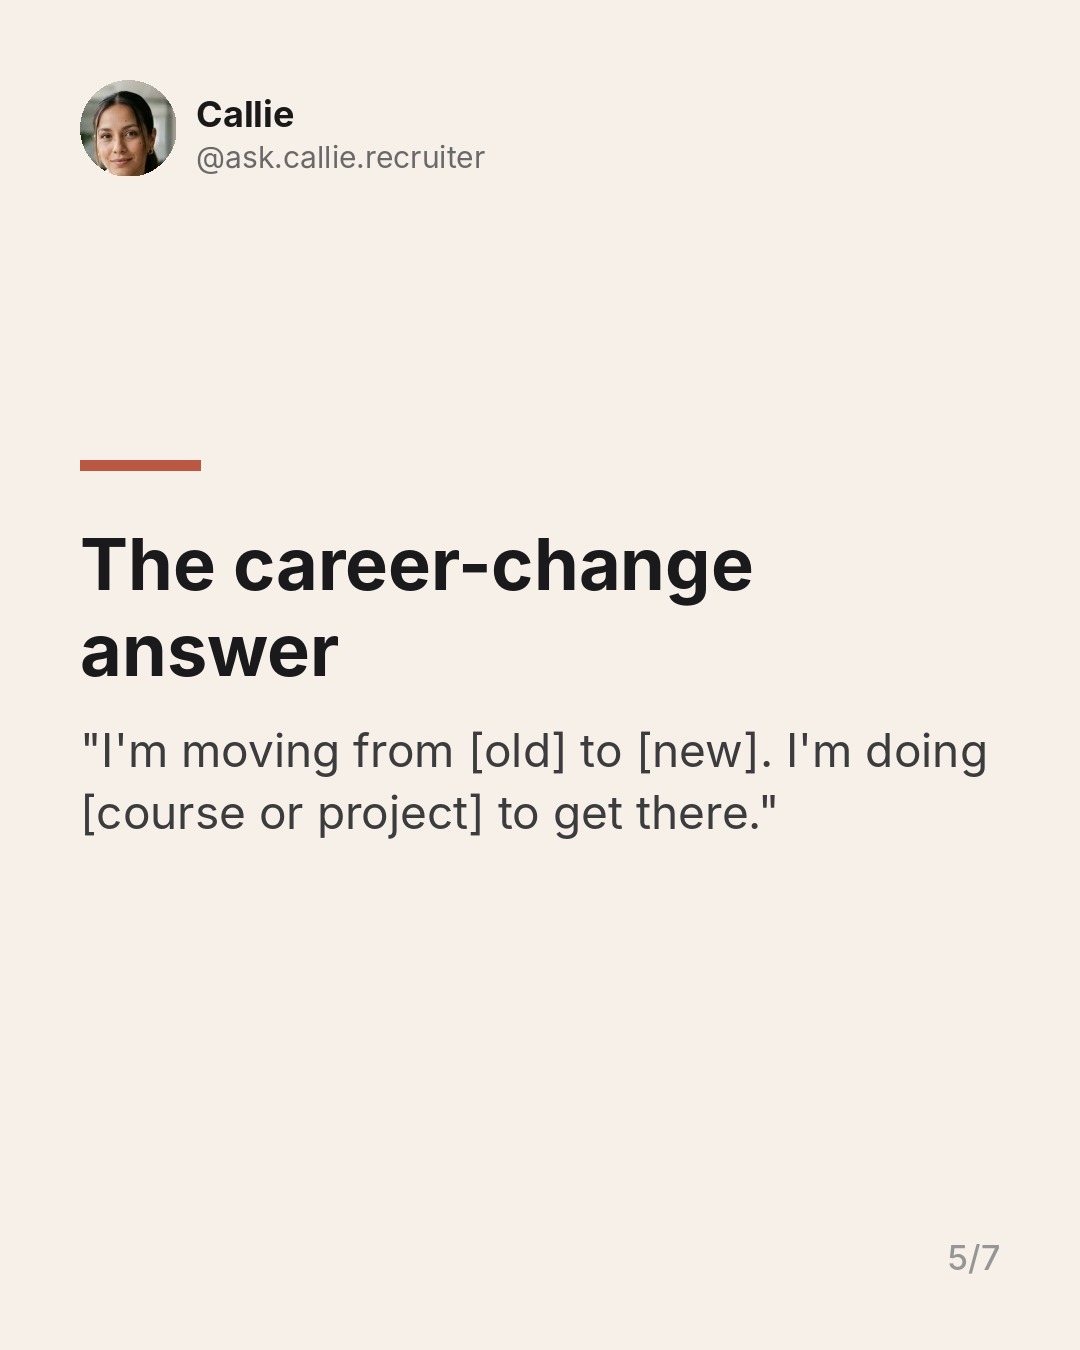 Callie
@ask.callie.recruiter
The career-change
answer
"I'm moving from [old] to [new]. I'm doing
[course or project] to get there."
5/7